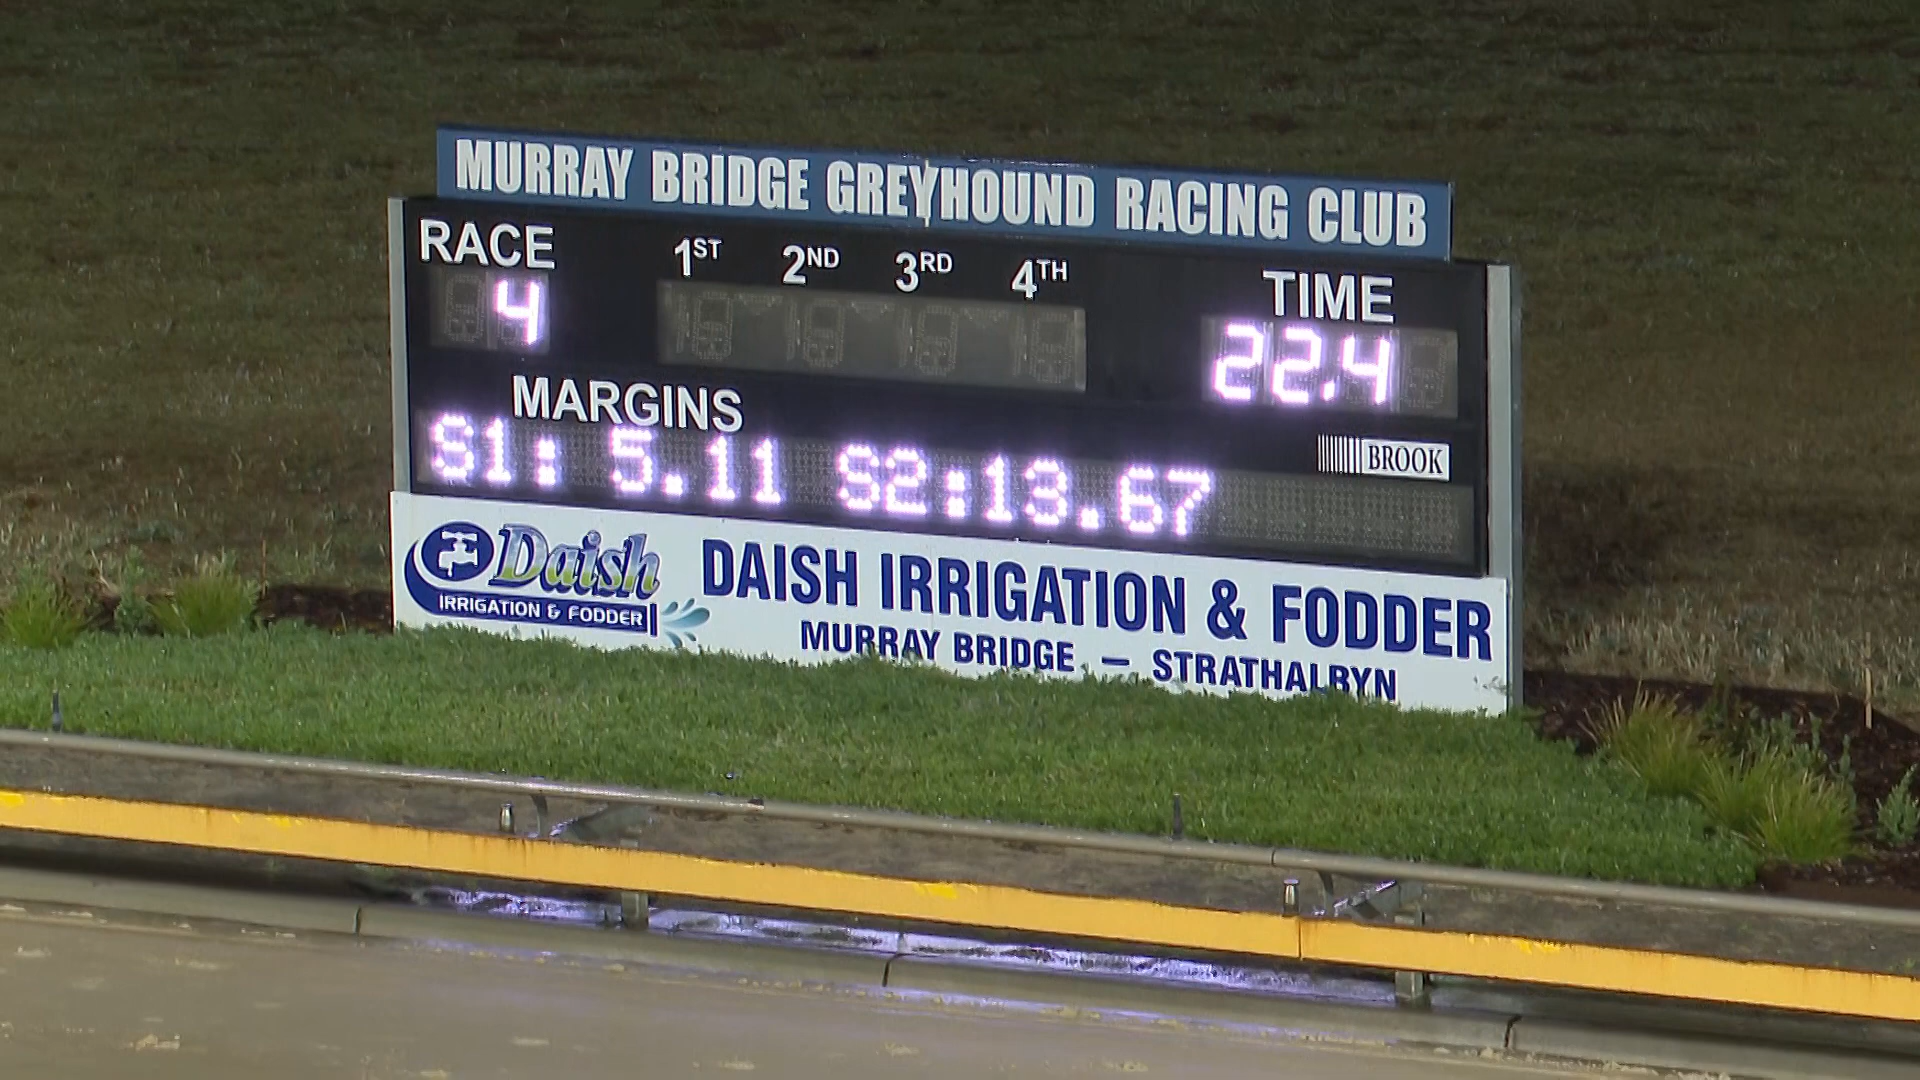 MURRAY BRIDGE GREYHOUND RACING CLUB
RACE 1ST 2ND 3RD 4TH TIME
4 22.4
MARGINS
BROOK
S1: 5.11 S2:13.67
Daish
IRRIGATION & FODDER
DAISH IRRIGATION & FODDER
MURRAY BRIDGE — STRATHALBYN